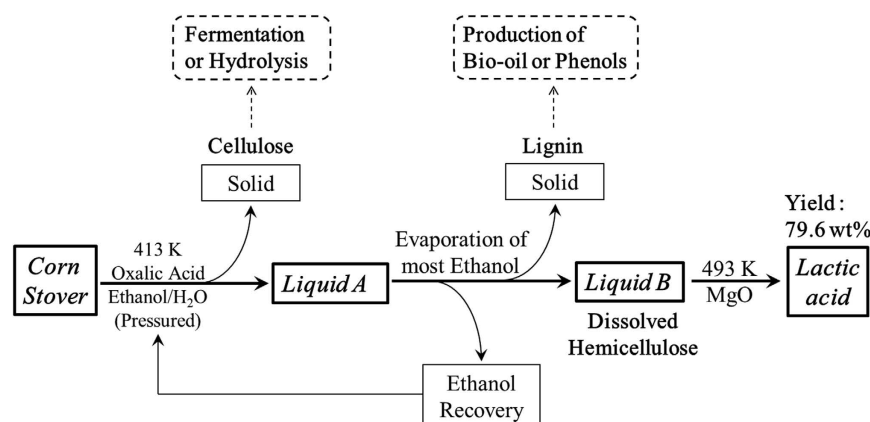 Fermentation
or Hydrolysis
Production of
Bio-oil or Phenols
Cellulose
Solid
Lignin
Solid
Yield :
79.6 wt%
Corn
Stover
413 K
Oxalic Acid
Ethanol/H₂O
(Pressured)
Liquid A
Evaporation of
most Ethanol
Liquid B
Dissolved
Hemicellulose
493 K
MgO
Lactic
acid
Ethanol
Recovery